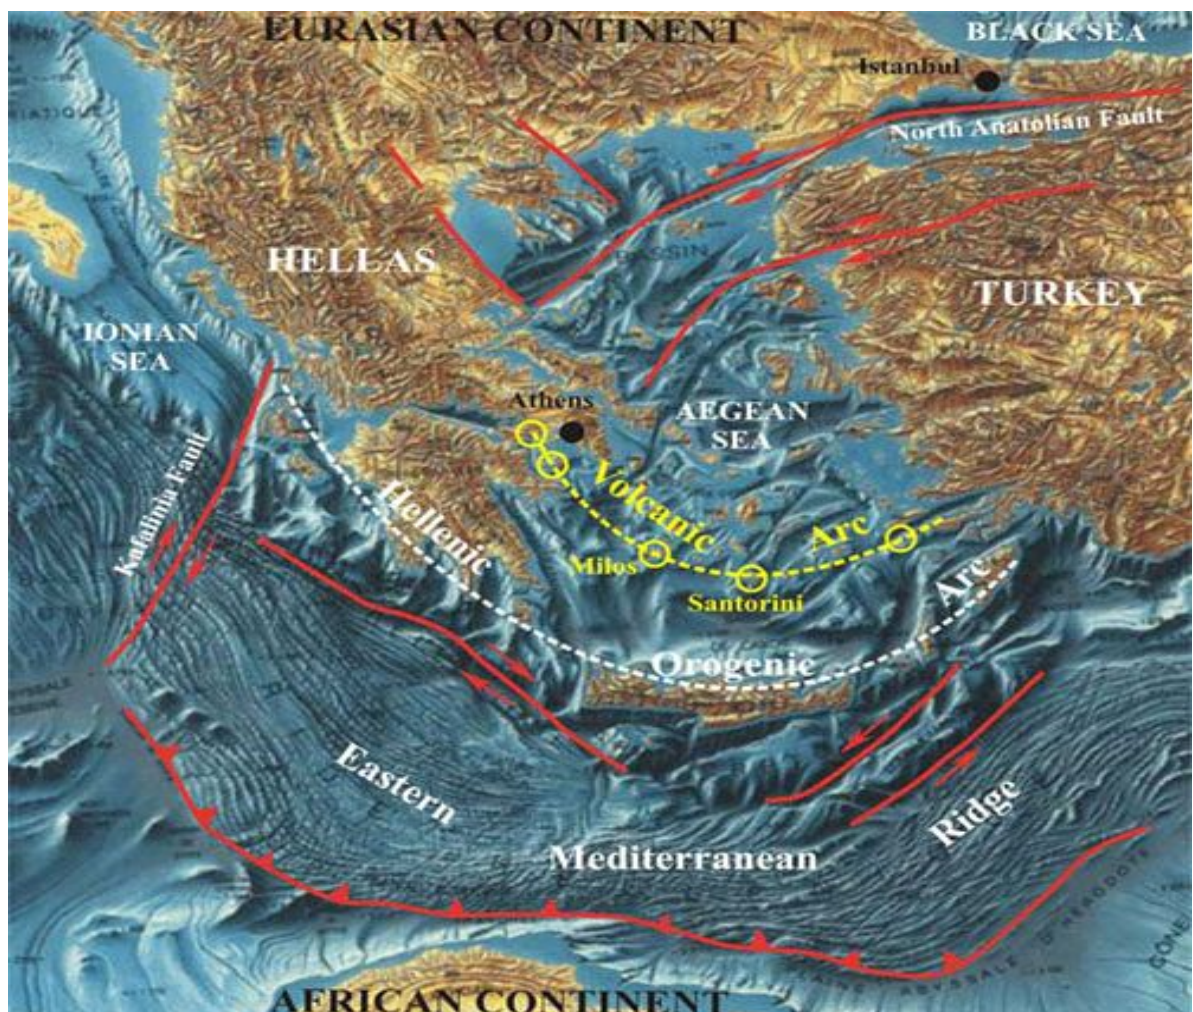 EURASIAN CONTINENT
BLACK SEA
Istanbul
North Anatolian Fault
HELLAS
TURKEY
IONIAN
SEA
Athens
AEGEAN
SEA
Kafalinia Fault
Hellenic
Volcanic
Arc
Milos
Santorini
Arc
Orogenic
Eastern
Ridge
Mediterranean
AFRICAN CONTINENT